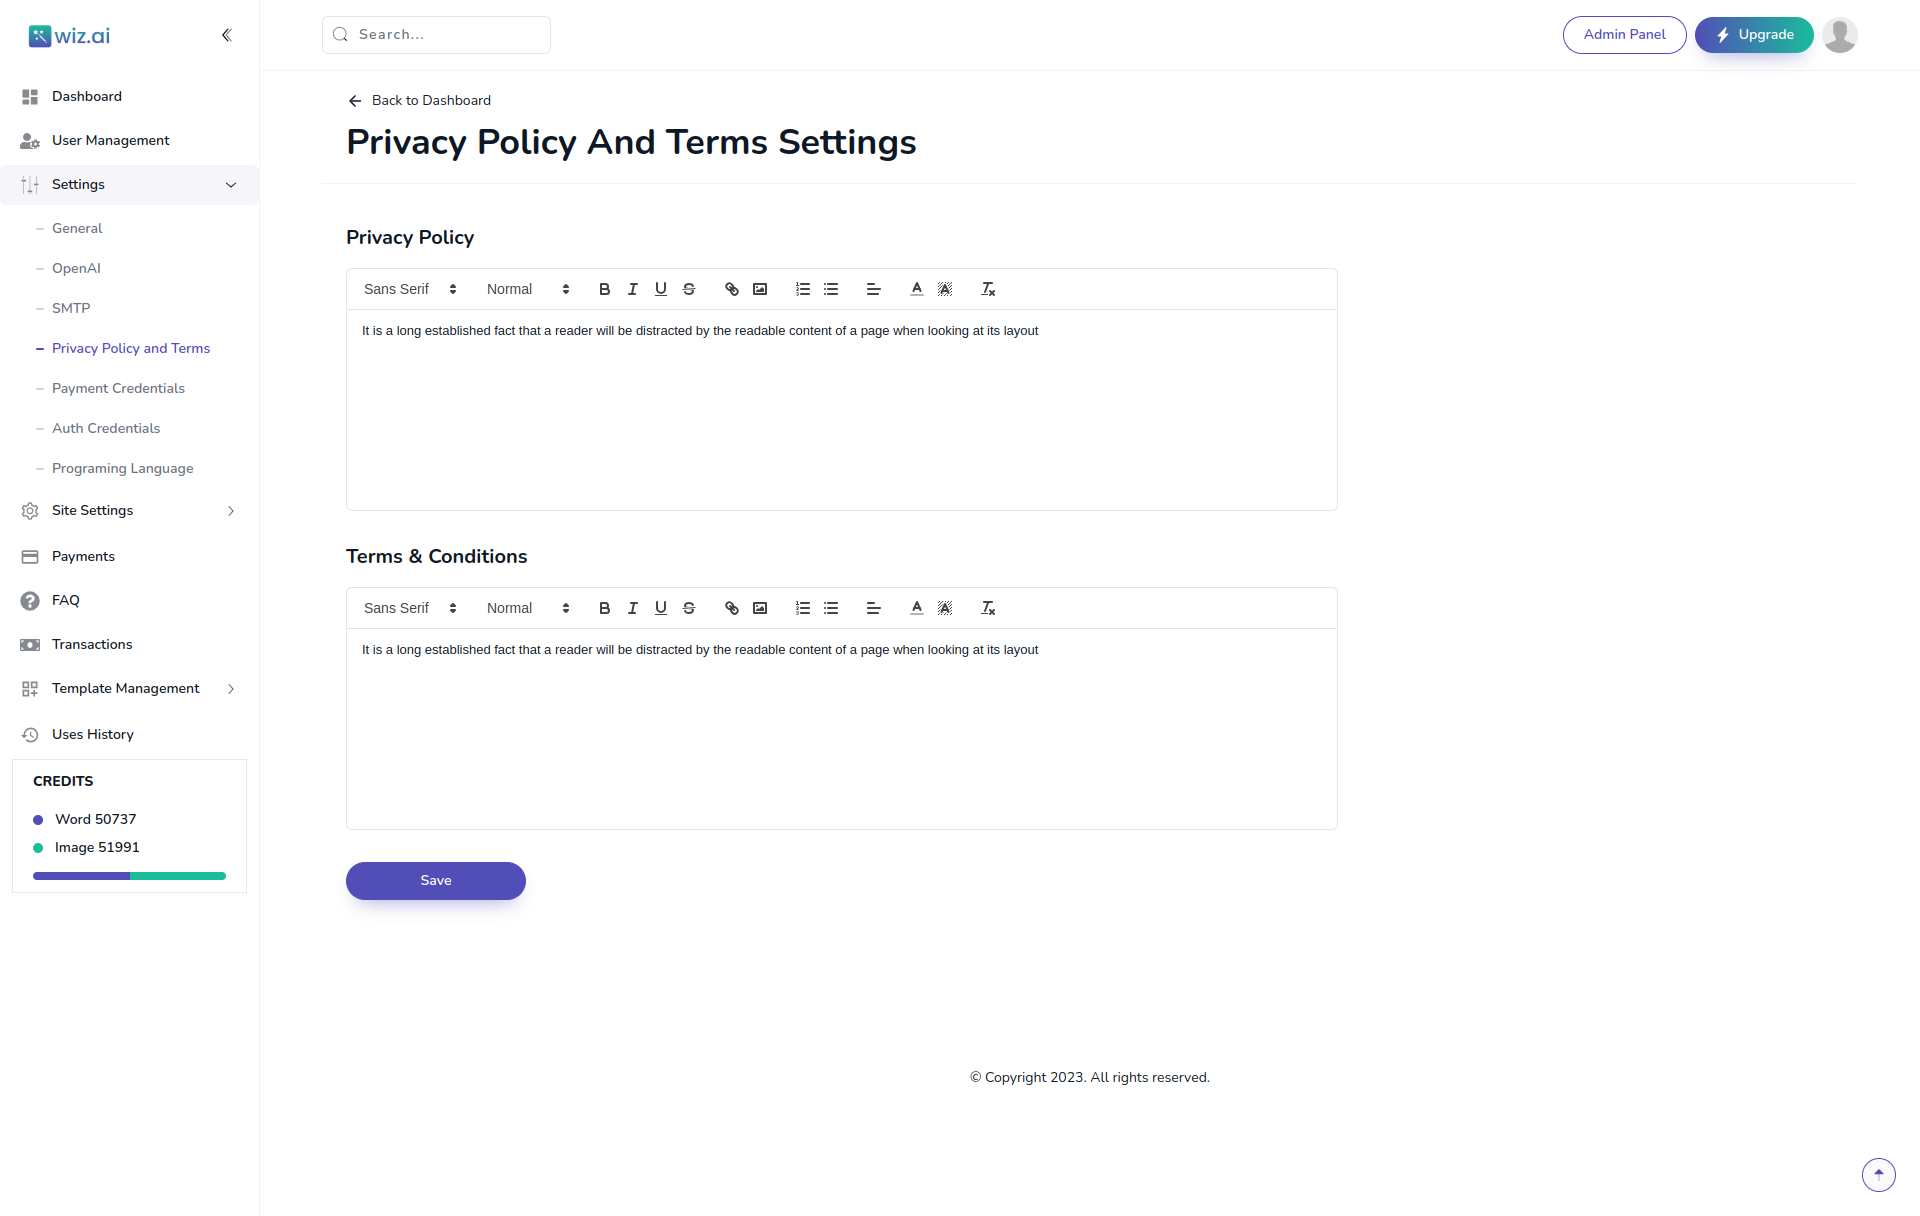 wiz.ai
Search...
Admin Panel
Upgrade
Dashboard
User Management
Settings
General
OpenAI
SMTP
Privacy Policy and Terms
Payment Credentials
Auth Credentials
Programing Language
Site Settings
Payments
FAQ
Transactions
Template Management
Uses History
CREDITS
Word 50737
Image 51991
Back to Dashboard
Privacy Policy And Terms Settings
Privacy Policy
Sans Serif Normal
It is a long established fact that a reader will be distracted by the readable content of a page when looking at its layout
Terms & Conditions
Sans Serif Normal
It is a long established fact that a reader will be distracted by the readable content of a page when looking at its layout
Save
© Copyright 2023. All rights reserved.